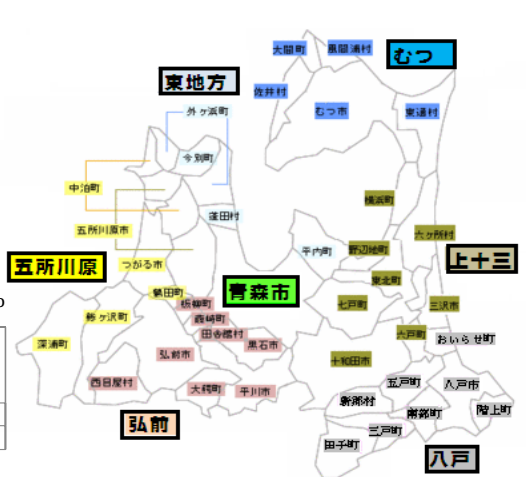 大間町
風間浦村
むつ
東地方
佐井村
むつ市
東通村
外ヶ浜町
今別町
中泊町
横浜町
蓬田村
五所川原市
六ヶ所村
平内町
野辺地町
上十三
五所川原
つがる市
東北町
青森市
鶴田町
板柳町
七戸町
三沢市
鰺ヶ沢町
藤崎町
田舎館村
六戸町
おいらせ町
深浦町
黒石市
弘前市
十和田市
西目屋村
大鰐町
平川市
五戸町
八戸市
新郷村
南部町
階上町
弘前
三戸町
田子町
八戸